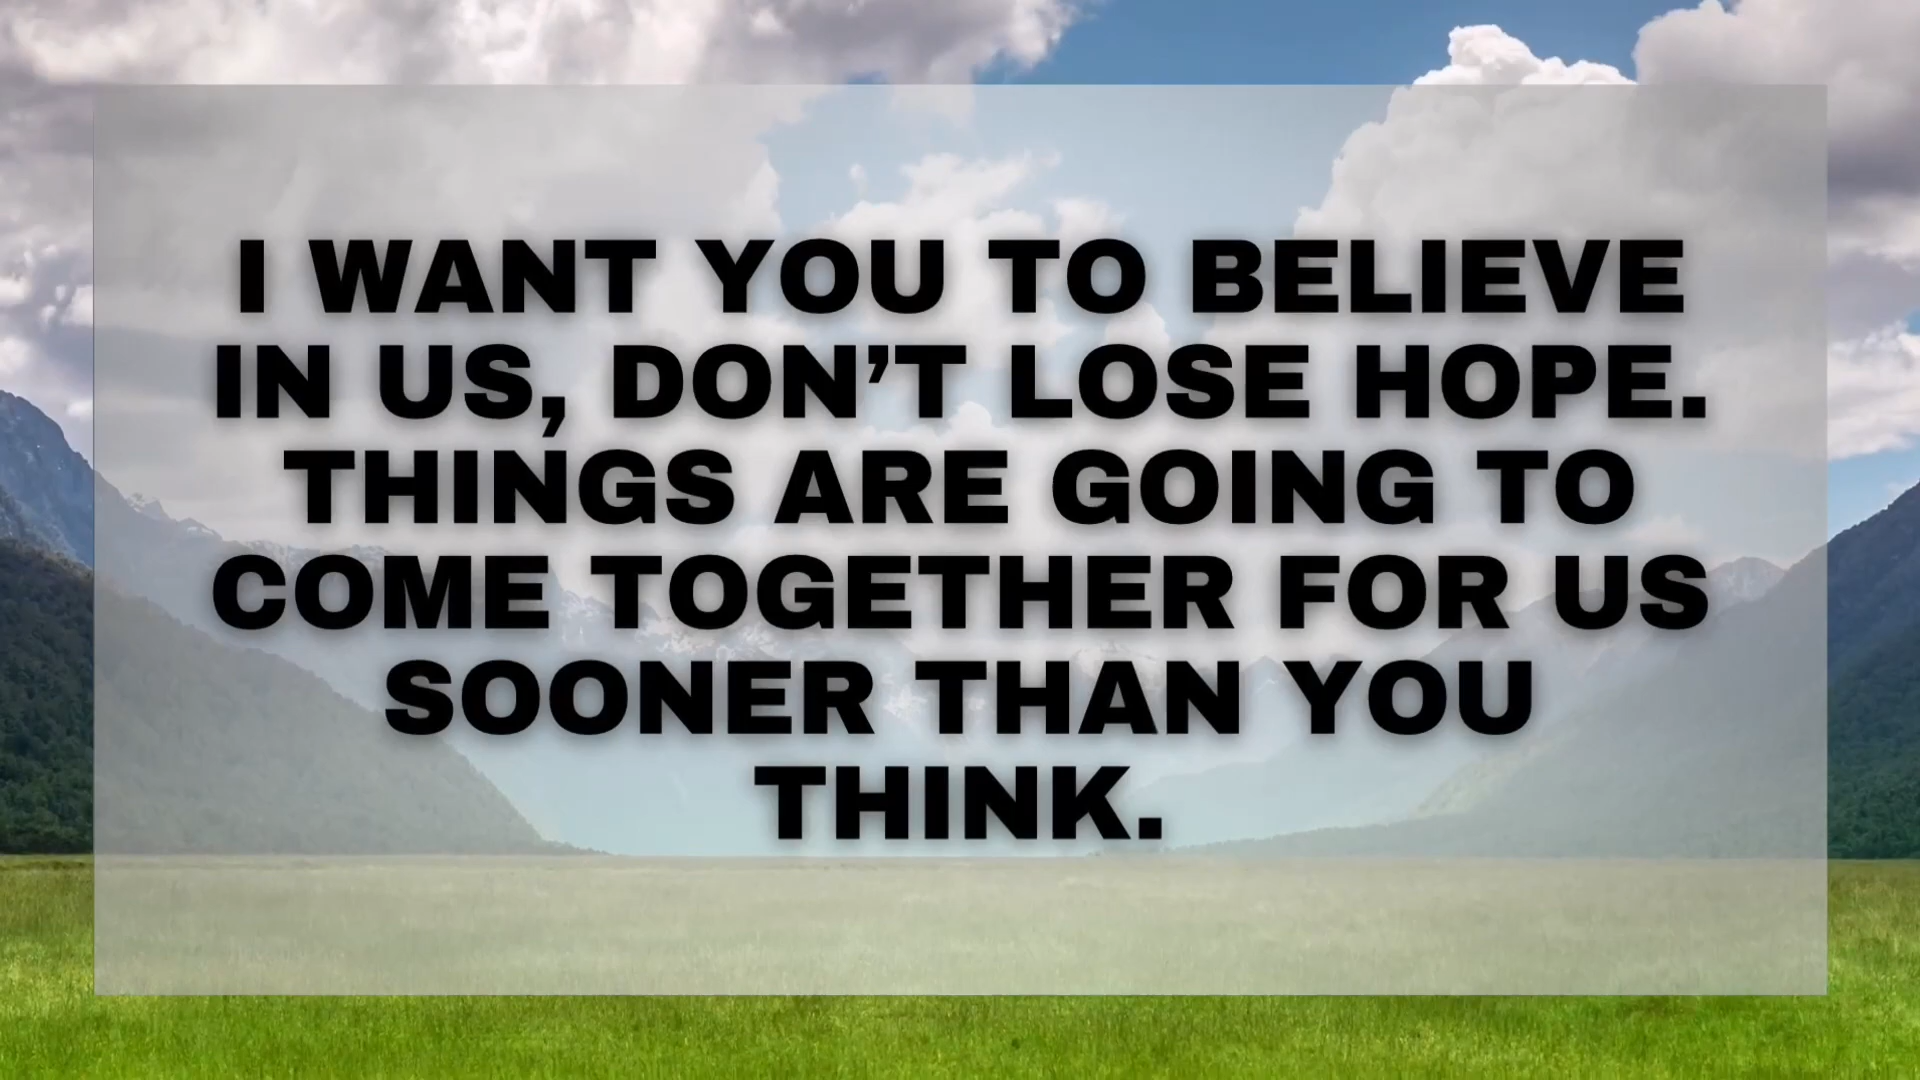 I WANT YOU TO BELIEVE
IN US, DON’T LOSE HOPE.
THINGS ARE GOING TO
COME TOGETHER FOR US
SOONER THAN YOU
THINK.